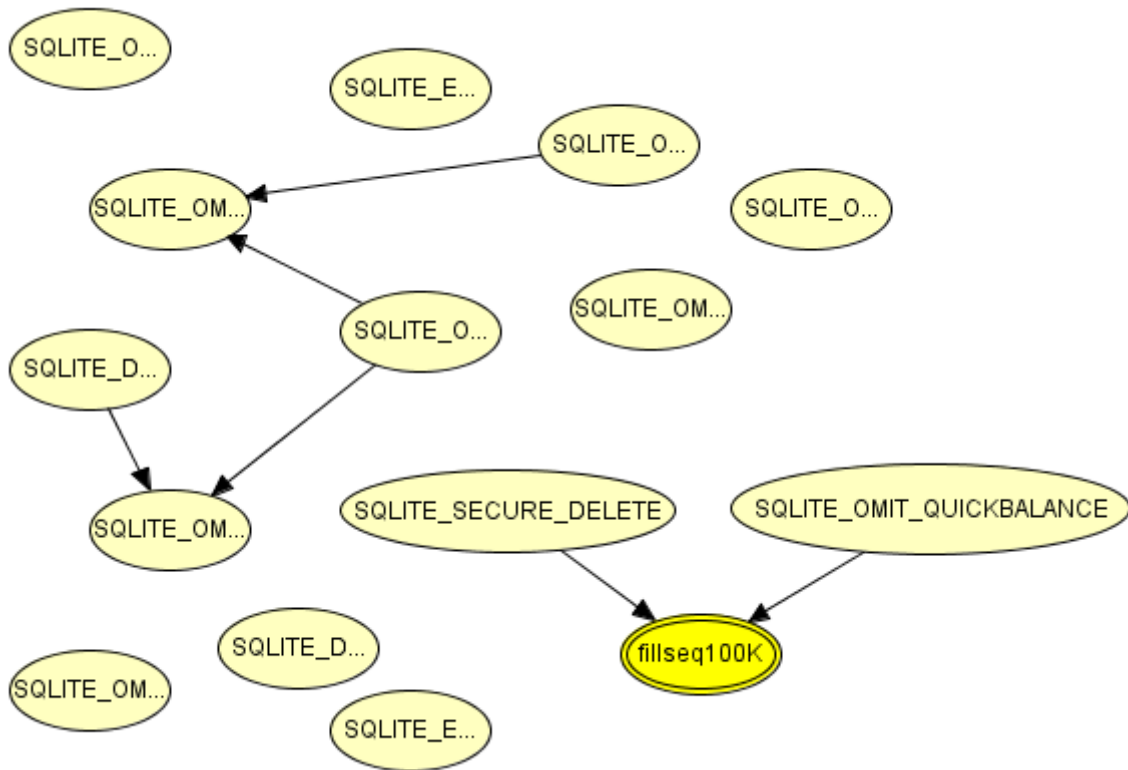 SQLITE_O...
SQLITE_E...
SQLITE_O...
SQLITE_OM...
SQLITE_O...
SQLITE_OM...
SQLITE_O...
SQLITE_D...
SQLITE_SECURE_DELETE
SQLITE_OMIT_QUICKBALANCE
SQLITE_OM...
SQLITE_D...
fillseq100K
SQLITE_OM...
SQLITE_E...